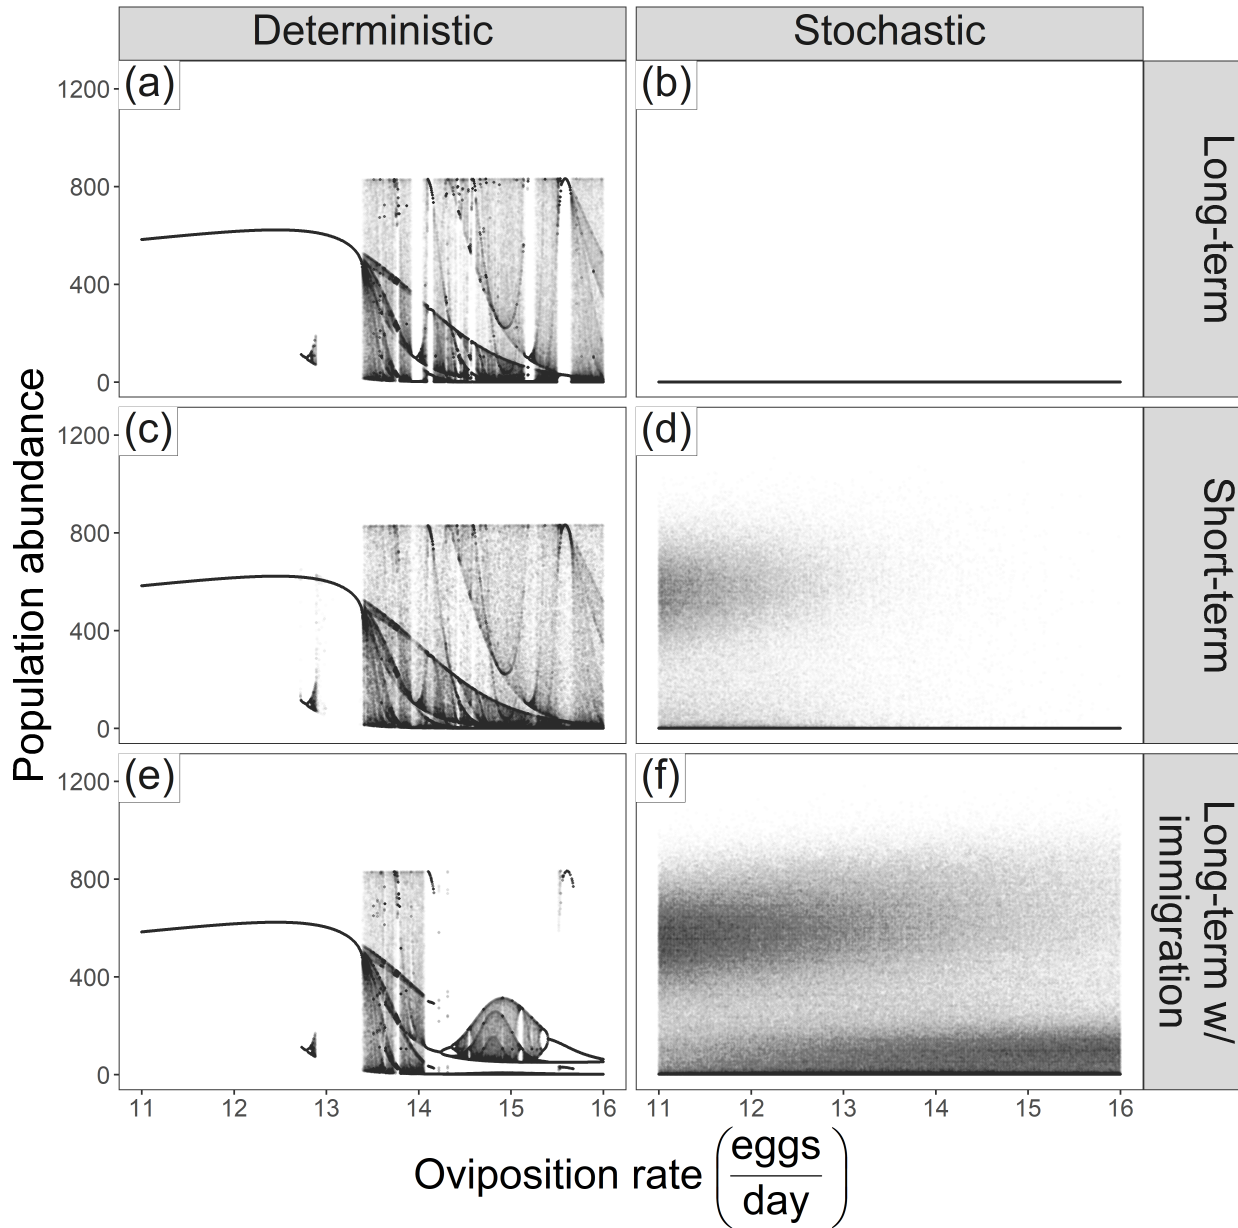 Deterministic
Stochastic
(a)
(b)
1200
800
400
0
Long-term
(c)
(d)
1200
800
400
0
Short-term
(e)
(f)
1200
800
400
0
Long-term w/
immigration
Population abundance
11 12 13 14 15 16
11 12 13 14 15 16
Oviposition rate (eggs
day)